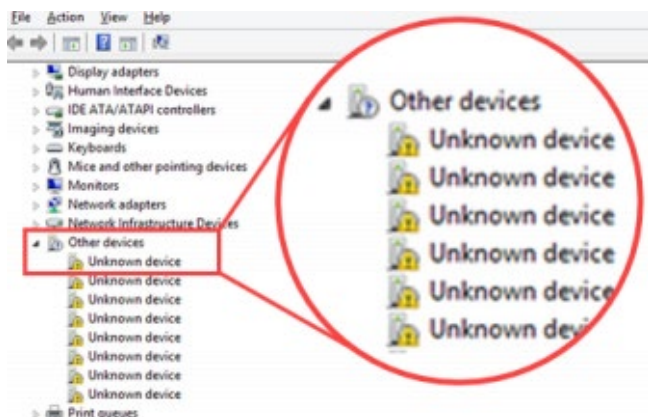 File Action View Help
Display adapters
Human Interface Devices
IDE ATA/ATAPI controllers
Imaging devices
Keyboards
Mice and other pointing devices
Monitors
Network adapters
Network Infrastructure Devices
Other devices
Unknown device
Unknown device
Unknown device
Unknown device
Unknown device
Unknown device
Unknown device
Unknown device
Print queues
Other devices
Unknown device
Unknown device
Unknown device
Unknown device
Unknown device
Unknown devi